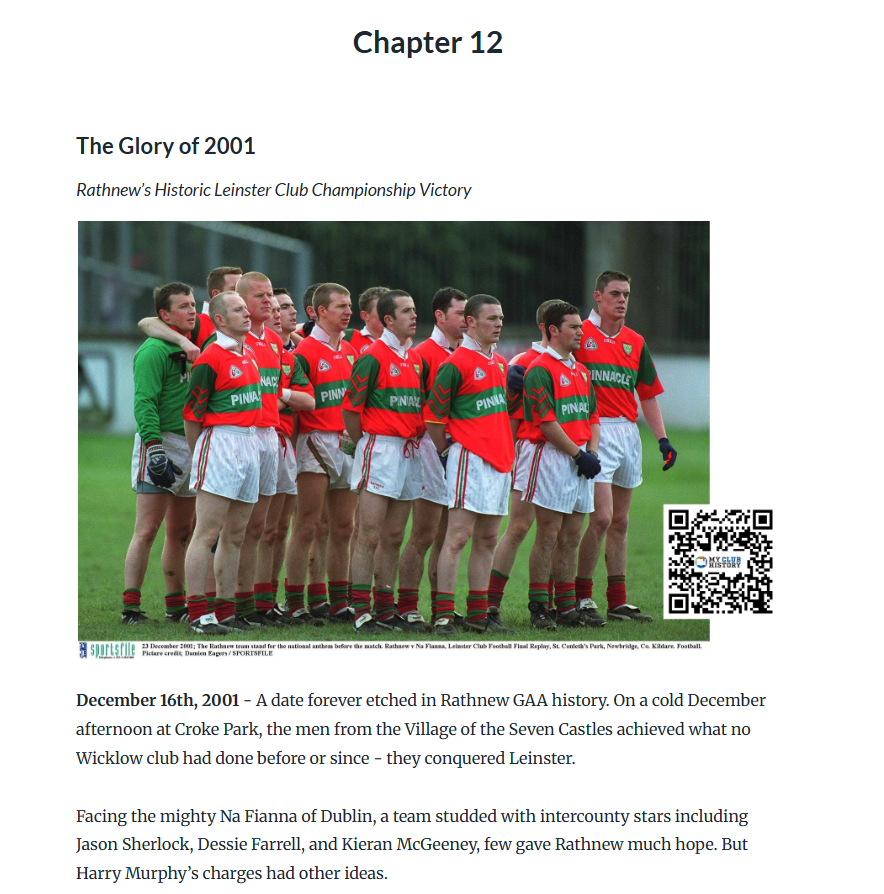 Chapter 12
The Glory of 2001
Rathnew’s Historic Leinster Club Championship Victory
PINNA
NAC
PINN
PINNAC
PINNA
PINNAC
PINNACLE
MY CLUB
HISTORY
sportsfile
23 December 2001; The Rathnew team stand for the national anthem before the match. Rathnew v Na Fianna, Leinster Club Football Final Replay, St. Conleth's Park, Newbridge, Co. Kildare. Football.
Picture credit; Damien Eagers / SPORTSFILE
December 16th, 2001 - A date forever etched in Rathnew GAA history. On a cold December
afternoon at Croke Park, the men from the Village of the Seven Castles achieved what no
Wicklow club had done before or since - they conquered Leinster.
Facing the mighty Na Fianna of Dublin, a team studded with intercounty stars including
Jason Sherlock, Dessie Farrell, and Kieran McGeeney, few gave Rathnew much hope. But
Harry Murphy’s charges had other ideas.